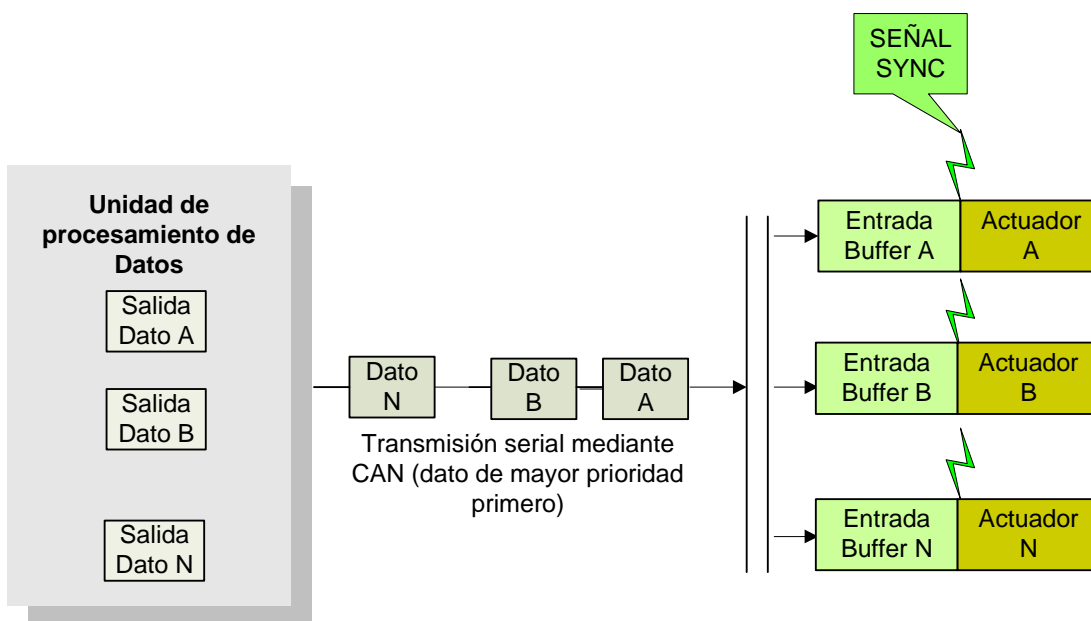 SEÑAL
SYNC
Unidad de
procesamiento de
Datos
Salida
Dato A
Salida
Dato B
Salida
Dato N
Dato
N
Dato
B
Dato
A
Transmisión serial mediante
CAN (dato de mayor prioridad
primero)
Entrada
Buffer A
Actuador
A
Entrada
Buffer B
Actuador
B
Entrada
Buffer N
Actuador
N